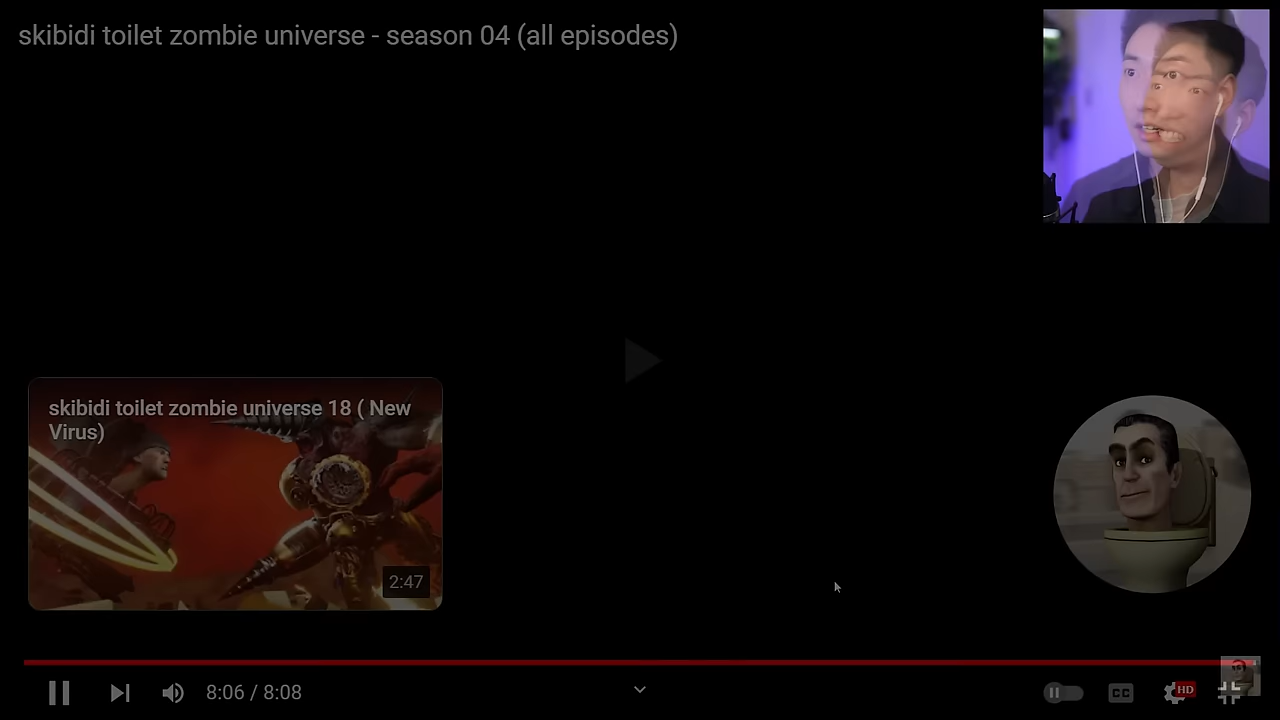 skibidi toilet zombie universe - season 04 (all episodes)
skibidi toilet zombie universe 18 ( New
Virus)
2:47
8:06 / 8:08
CC
HD